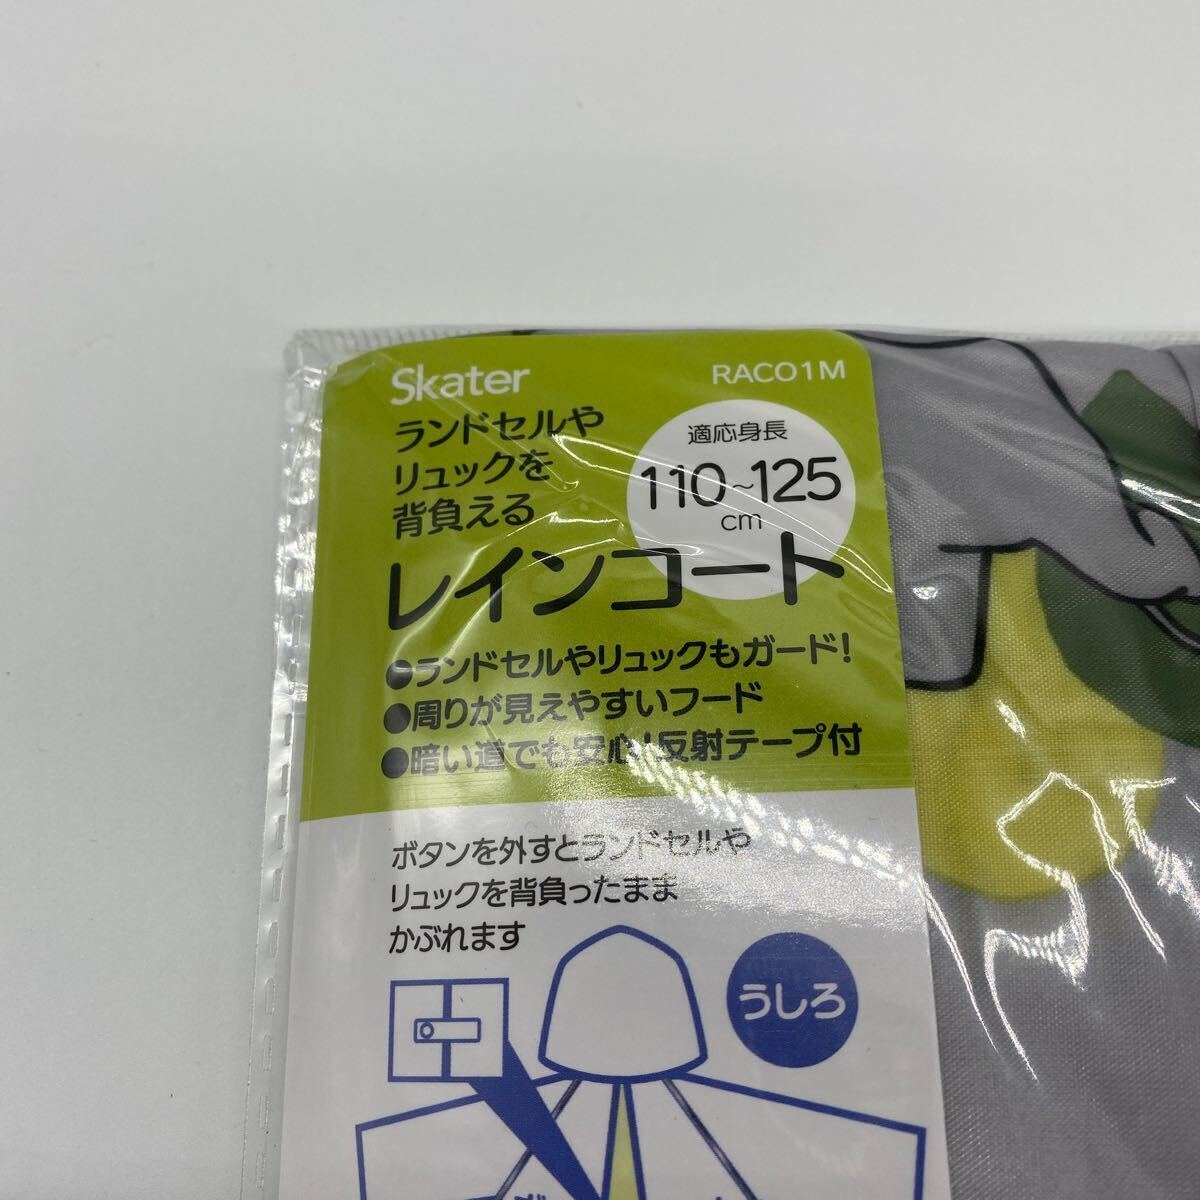 Skater
RACO1M
ランドセルや
リュックを
背負える
レインコート
適応身長
110~125
cm
●ランドセルやリュックもガード!
●周りが見えやすいフード
●暗い道でも安心!反射テープ付
ボタンを外すとランドセルや
リュックを背負ったまま
かぶれます
うしろ